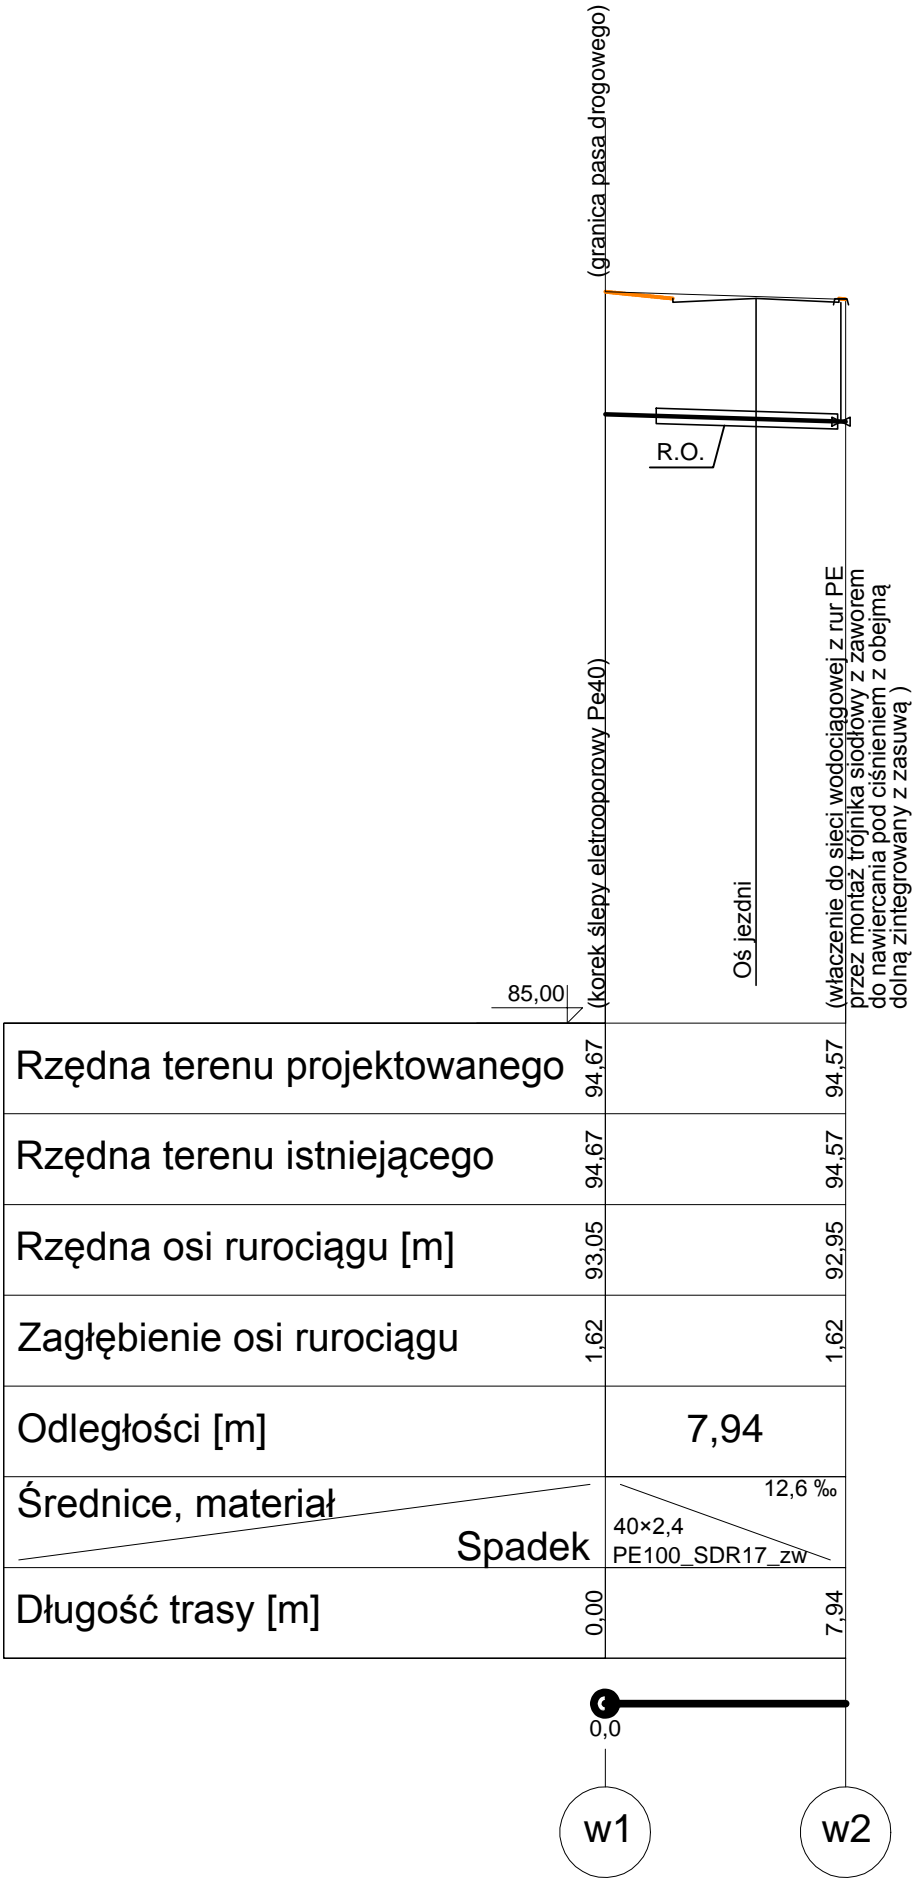 (granica pasa drogowego)
R.O.
(korek ślepy eletrooporowy Pe40)
Oś jezdni
(właczenie do sieci wodociągowej z rur PE
przez montaż trójnika siodłowy z zaworem
do nawiercania pod ciśnieniem z obejmą
dolną zintegrowany z zasuwą )
85,00
Rzędna terenu projektowanego 94,67 94,57
Rzędna terenu istniejącego 94,67 94,57
Rzędna osi rurociągu [m] 93,05 92,95
Zagłębienie osi rurociągu 1,62 1,62
Odległości [m] 7,94
Średnice, materiał 12,6 ‰
Spadek 40×2,4
PE100_SDR17_zw
Długość trasy [m] 0,00 7,94
0,0
w1 w2